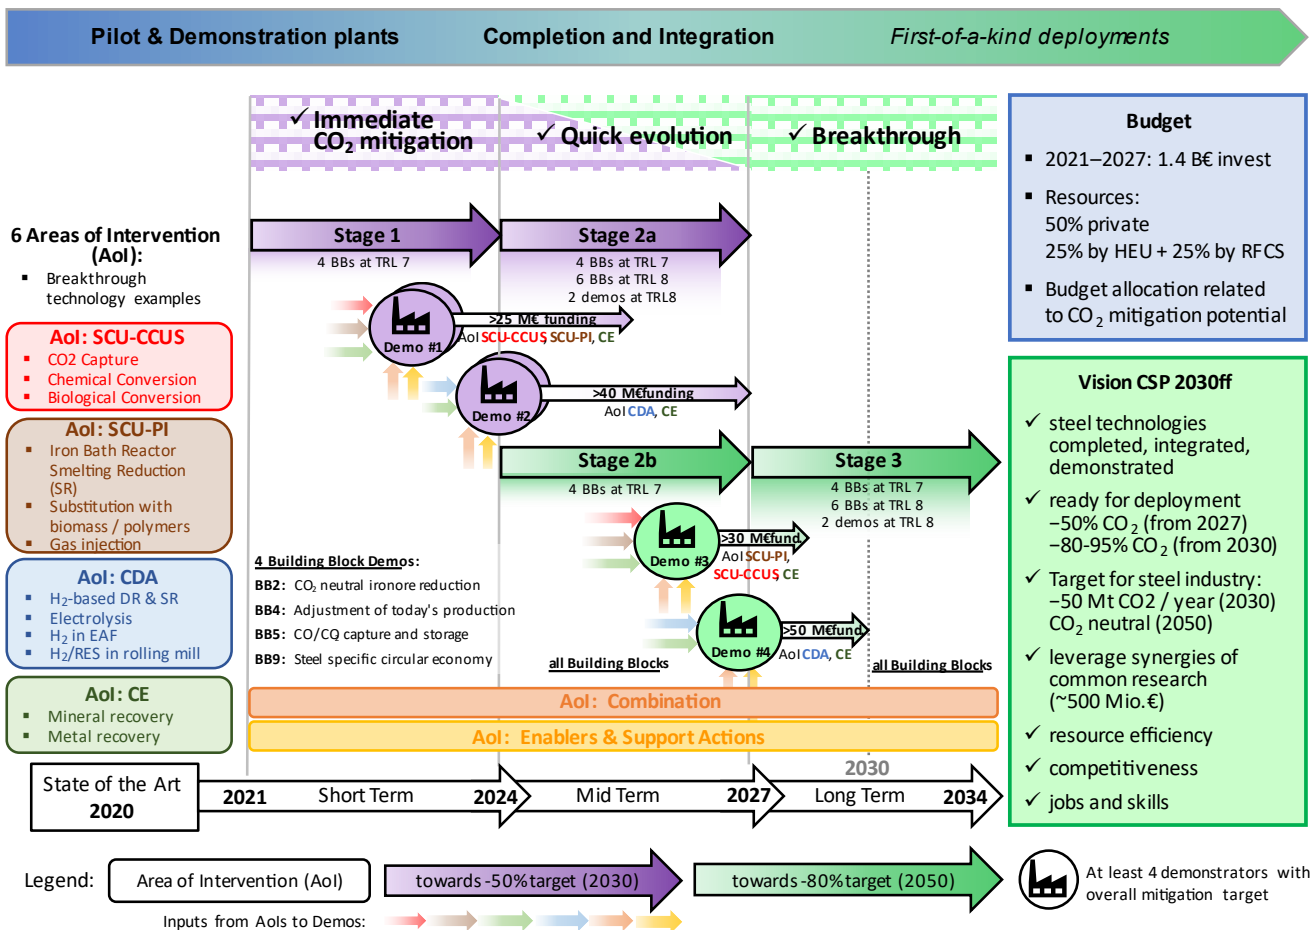 Pilot & Demonstration plants
Completion and Integration
First-of-a-kind deployments
✓ Immediate
CO2 mitigation
✓ Quick evolution
✓ Breakthrough
6 Areas of Intervention
(AoI):
▪ Breakthrough
technology examples
AoI: SCU-CCUS
▪ CO2 Capture
▪ Chemical Conversion
▪ Biological Conversion
AoI: SCU-PI
▪ Iron Bath Reactor
Smelting Reduction
(SR)
▪ Substitution with
biomass / polymers
▪ Gas injection
AoI: CDA
▪ H2-based DR & SR
▪ Electrolysis
▪ H2 in EAF
▪ H2/RES in rolling mill
AoI: CE
▪ Mineral recovery
▪ Metal recovery
Stage 1
4 BBs at TRL 7
Stage 2a
4 BBs at TRL 7
6 BBs at TRL 8
2 demos at TRL8
Demo #1
>25 M€ funding
AoI SCU-CCUS, SCU-PI, CE
Demo #2
>40 M€funding
AoI CDA, CE
Stage 2b
4 BBs at TRL 7
Stage 3
4 BBs at TRL 7
6 BBs at TRL 8
2 demos at TRL 8
Demo #3
>30 M€fund.
AoI SCU-PI,
SCU-CCUS, CE
Demo #4
>50 M€fund.
AoI CDA, CE
4 Building Block Demos:
BB2: CO2 neutral ironore reduction
BB4: Adjustment of today's production
BB5: CO/CO2 capture and storage
BB9: Steel specific circular economy
all Building Blocks
all Building Blocks
AoI: Combination
AoI: Enablers & Support Actions
2030
State of the Art
2020
2021
Short Term
2024
Mid Term
2027
Long Term
2034
Budget
▪ 2021–2027: 1.4 B€ invest
▪ Resources:
50% private
25% by HEU + 25% by RFCS
▪ Budget allocation related
to CO2 mitigation potential
Vision CSP 2030ff
✓ steel technologies
completed, integrated,
demonstrated
✓ ready for deployment
−50% CO2 (from 2027)
−80-95% CO2 (from 2030)
✓ Target for steel industry:
−50 Mt CO2 / year (2030)
CO2 neutral (2050)
✓ leverage synergies of
common research
(~500 Mio.€)
✓ resource efficiency
✓ competitiveness
✓ jobs and skills
Legend:
Area of Intervention (AoI)
towards -50% target (2030)
towards -80% target (2050)
At least 4 demonstrators with
overall mitigation target
Inputs from AoIs to Demos: